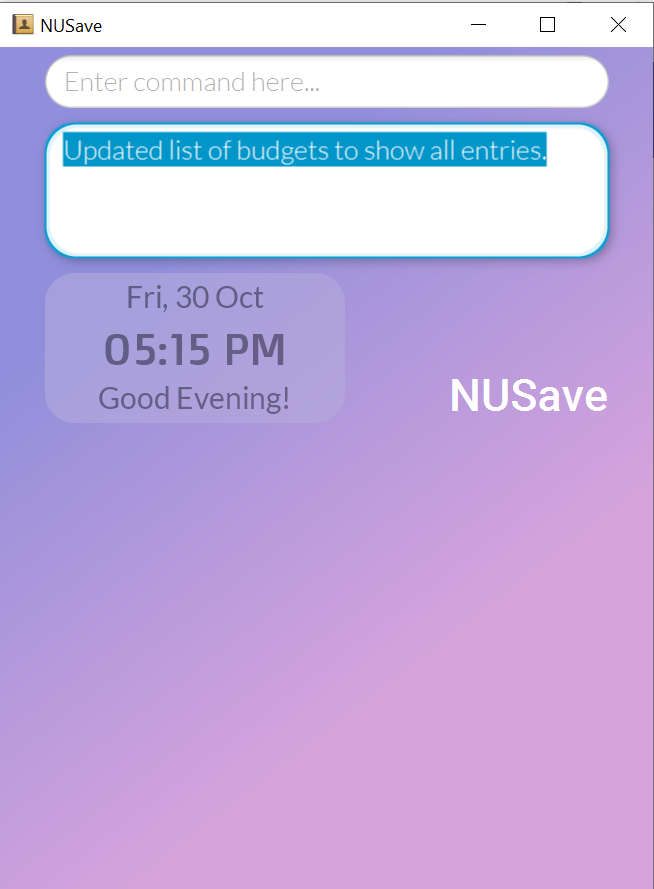 NUSave
Enter command here...
Updated list of budgets to show all entries.
Fri, 30 Oct
05:15 PM
Good Evening!
NUSave